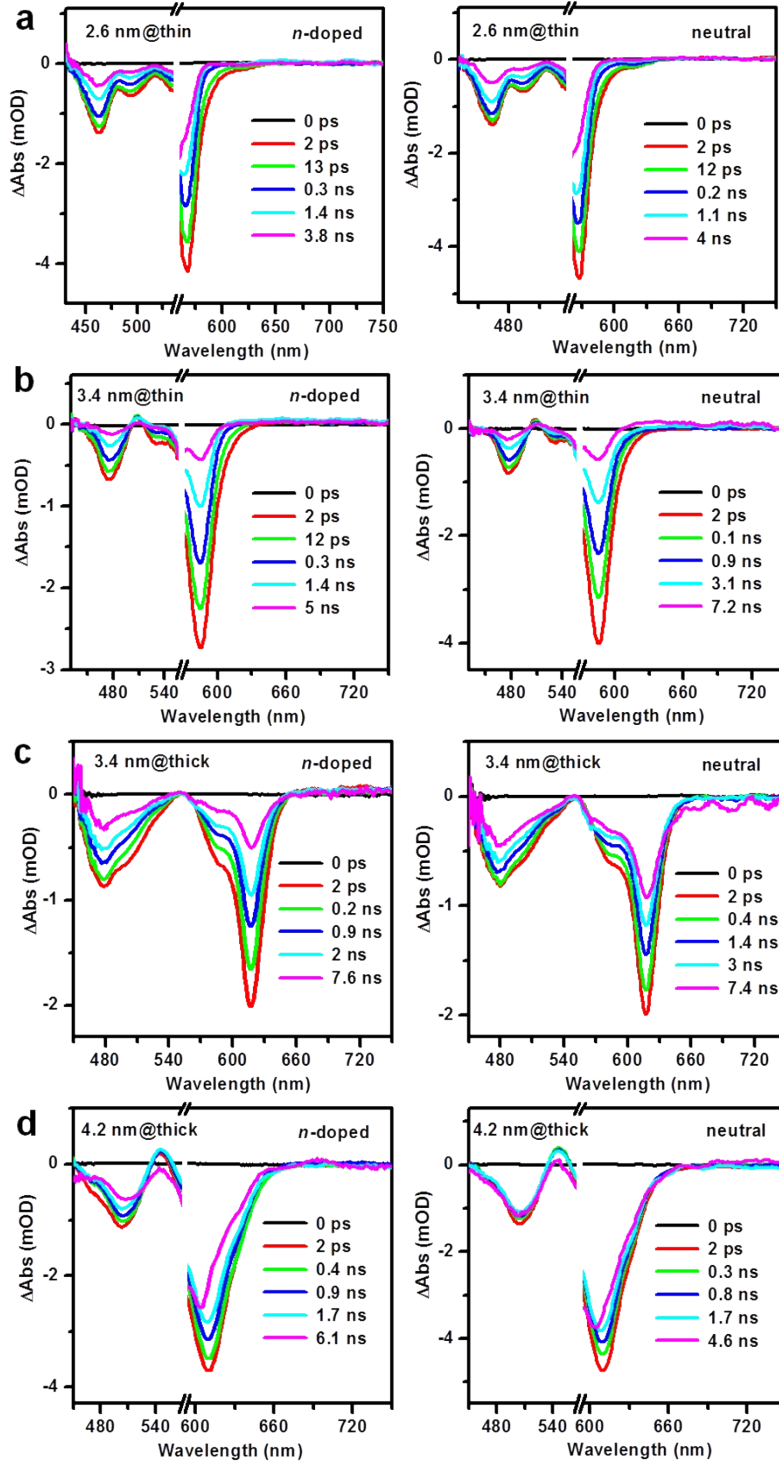 a
2.6 nm@thin
n-doped
0
-2
-4
ΔAbs (mOD)
0 ps
2 ps
13 ps
0.3 ns
1.4 ns
3.8 ns
450 500 600 650 700 750
Wavelength (nm)
2.6 nm@thin
neutral
0
-2
-4
ΔAbs (mOD)
0 ps
2 ps
12 ps
0.2 ns
1.1 ns
4 ns
480 600 660 720
Wavelength (nm)
b
3.4 nm@thin
n-doped
0
-1
-2
-3
ΔAbs (mOD)
0 ps
2 ps
12 ps
0.3 ns
1.4 ns
5 ns
480 540 600 660 720
Wavelength (nm)
3.4 nm@thin
neutral
0
-2
-4
ΔAbs (mOD)
0 ps
2 ps
0.1 ns
0.9 ns
3.1 ns
7.2 ns
480 540 600 660 720
Wavelength (nm)
c
3.4 nm@thick
n-doped
0
-1
-2
ΔAbs (mOD)
0 ps
2 ps
0.2 ns
0.9 ns
2 ns
7.6 ns
480 540 600 660 720
Wavelength (nm)
3.4 nm@thick
neutral
0
-1
-2
ΔAbs (mOD)
0 ps
2 ps
0.4 ns
1.4 ns
3 ns
7.4 ns
480 540 600 660 720
Wavelength (nm)
d
4.2 nm@thick
n-doped
0
-2
-4
ΔAbs (mOD)
0 ps
2 ps
0.4 ns
0.9 ns
1.7 ns
6.1 ns
480 540 600 660 720
Wavelength (nm)
4.2 nm@thick
neutral
0
-2
-4
ΔAbs (mOD)
0 ps
2 ps
0.3 ns
0.8 ns
1.7 ns
4.6 ns
480 540 600 660 720
Wavelength (nm)